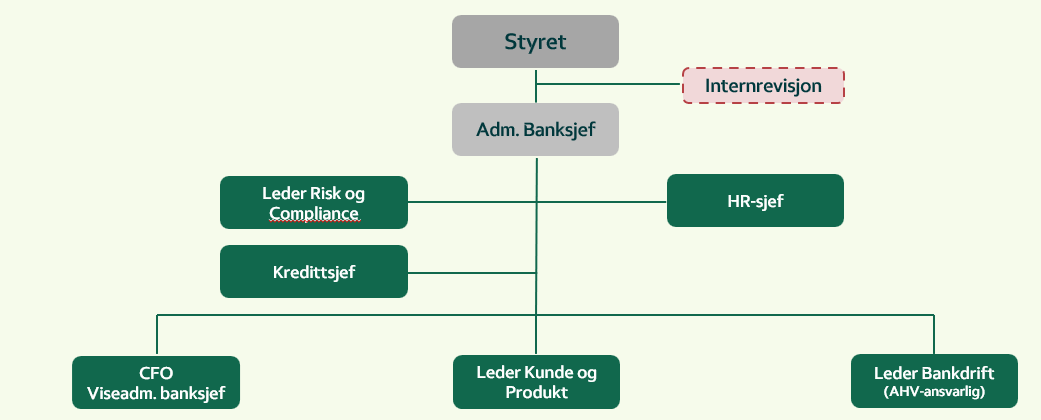 Styret
Internrevisjon
Adm. Banksjef
Leder Risk og
Compliance
HR-sjef
Kredittsjef
CFO
Viseadm. banksjef
Leder Kunde og
Produkt
Leder Bankdrift
(AHV-ansvarlig)